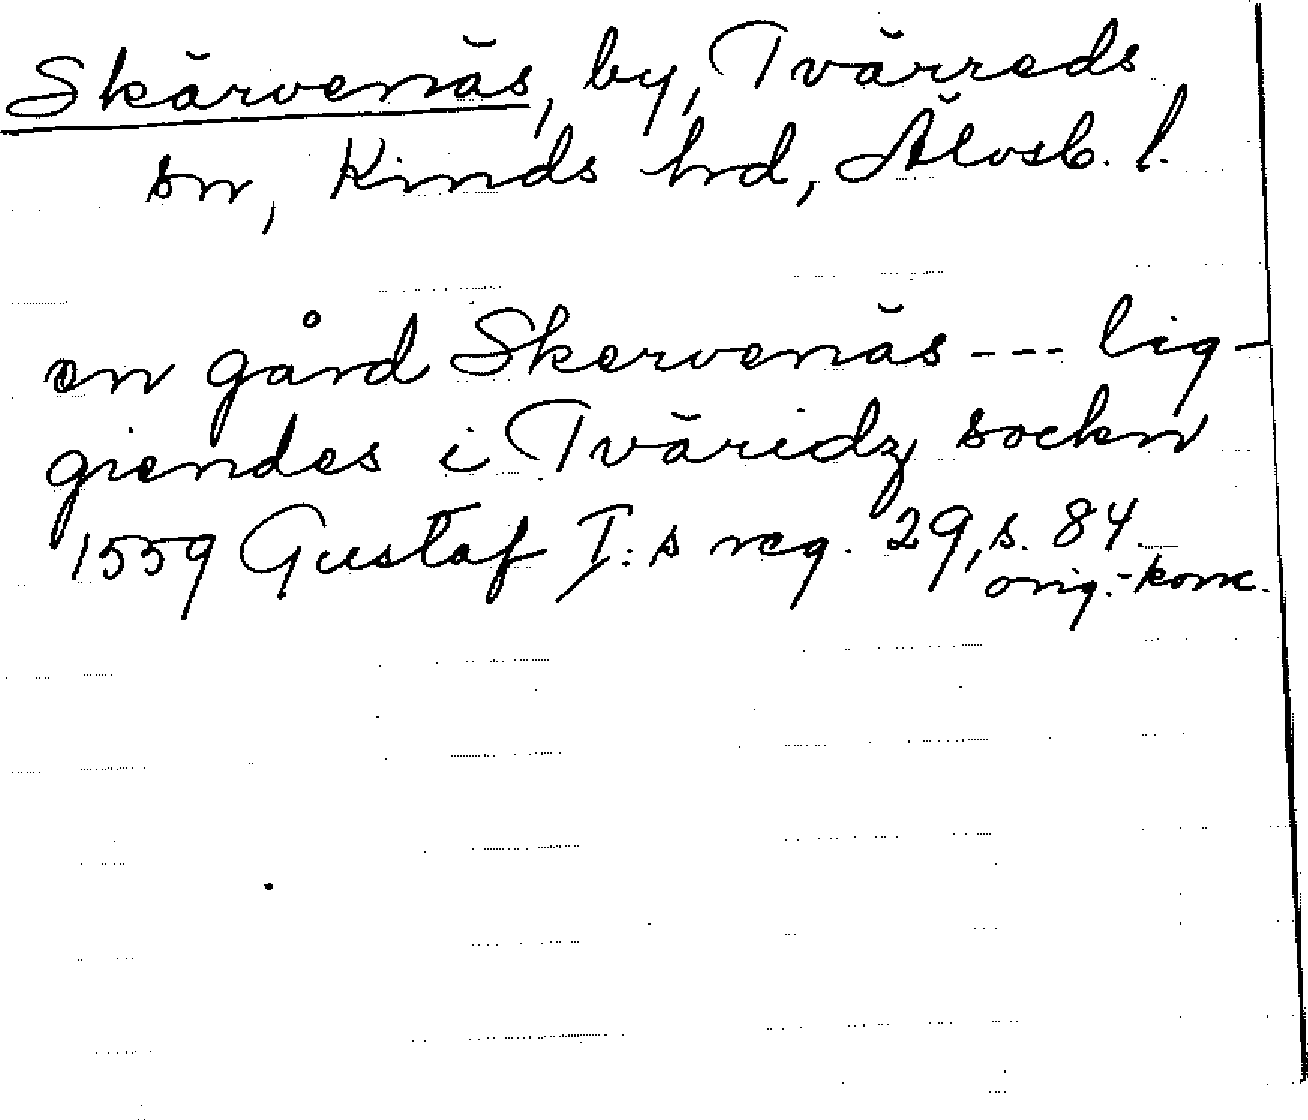 Skärvenäs, by, Tvärreds
sn, Kinds hrd, Älvsb. l.
en gård Skervenäs --- lig-
giendes i Tväridz sockn
1559 Gustaf I:s reg. 29, s. 84.
orig.-konc.